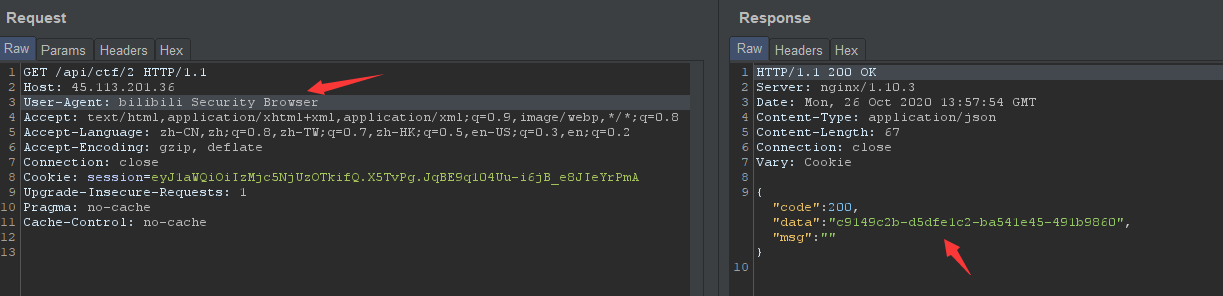 Request
Raw Params Headers Hex
1 GET /api/ctf/2 HTTP/1.1
2 Host: 45.113.201.36
3 User-Agent: bilibili Security Browser
4 Accept: text/html,application/xhtml+xml,application/xml;q=0.9,image/webp,*/*;q=0.8
5 Accept-Language: zh-CN,zh;q=0.8,zh-TW;q=0.7,zh-HK;q=0.5,en-US;q=0.3,en;q=0.2
6 Accept-Encoding: gzip, deflate
7 Connection: close
8 Cookie: session=eyJ1aWQiOiIzMjc5NjUzOTkifQ.X5TvPg.JqBE9q104Uu-i6jB_e8JIeYrPmA
9 Upgrade-Insecure-Requests: 1
10 Pragma: no-cache
11 Cache-Control: no-cache
12
13
Response
Raw Headers Hex
1 HTTP/1.1 200 OK
2 Server: nginx/1.10.3
3 Date: Mon, 26 Oct 2020 13:57:54 GMT
4 Content-Type: application/json
5 Content-Length: 67
6 Connection: close
7 Vary: Cookie
8
9 {
"code":200,
"data":"c9149c2b-d5dfe1c2-ba541e45-491b9860",
"msg":""
}
10